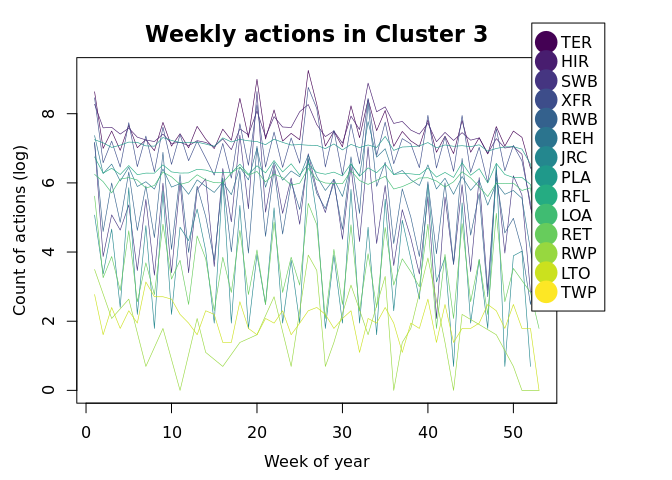 Weekly actions in Cluster 3
TER
HIR
SWB
XFR
RWB
REH
JRC
PLA
RFL
LOA
RET
RWP
LTO
TWP
Count of actions (log)
8
6
4
2
0
0 10 20 30 40 50
Week of year